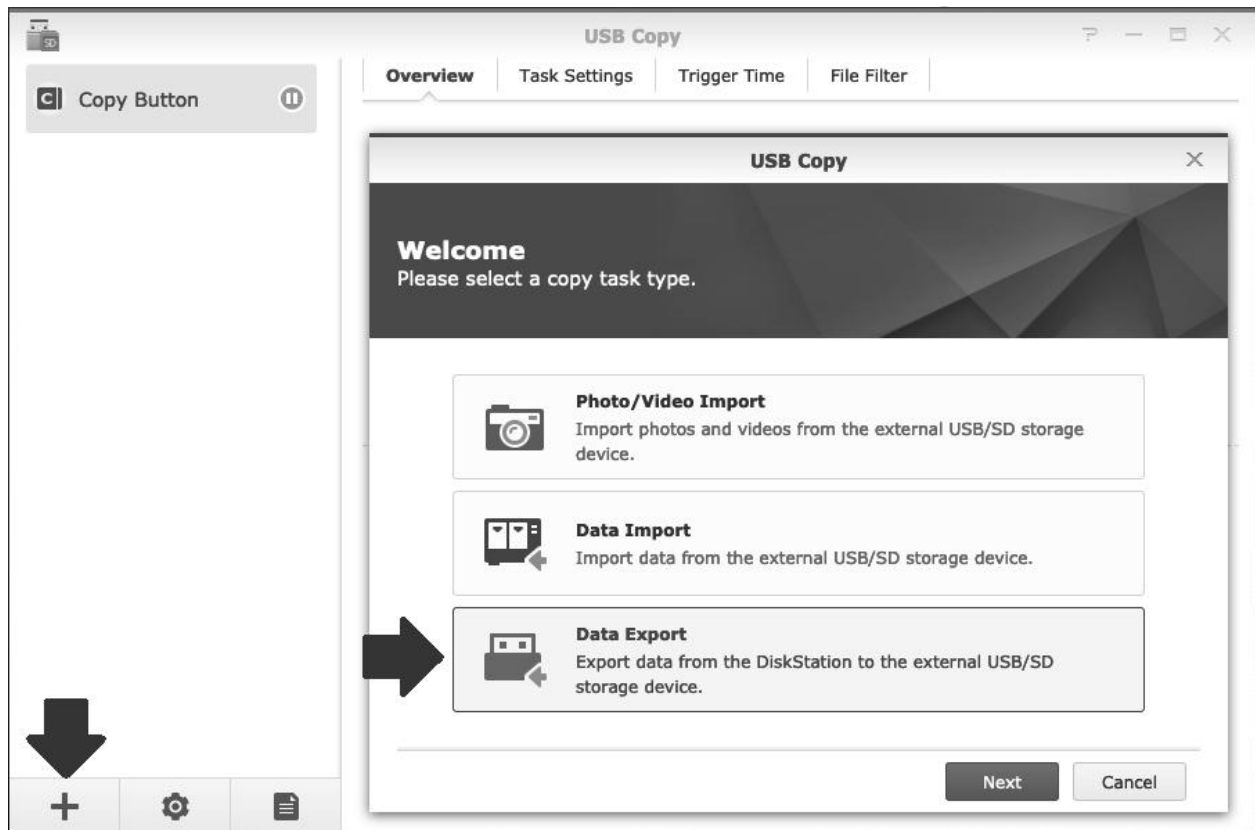 SD
USB Copy
C Copy Button
Overview Task Settings Trigger Time File Filter
USB Copy
Welcome
Please select a copy task type.
Photo/Video Import
Import photos and videos from the external USB/SD storage
device.
Data Import
Import data from the external USB/SD storage device.
Data Export
Export data from the DiskStation to the external USB/SD
storage device.
Next Cancel